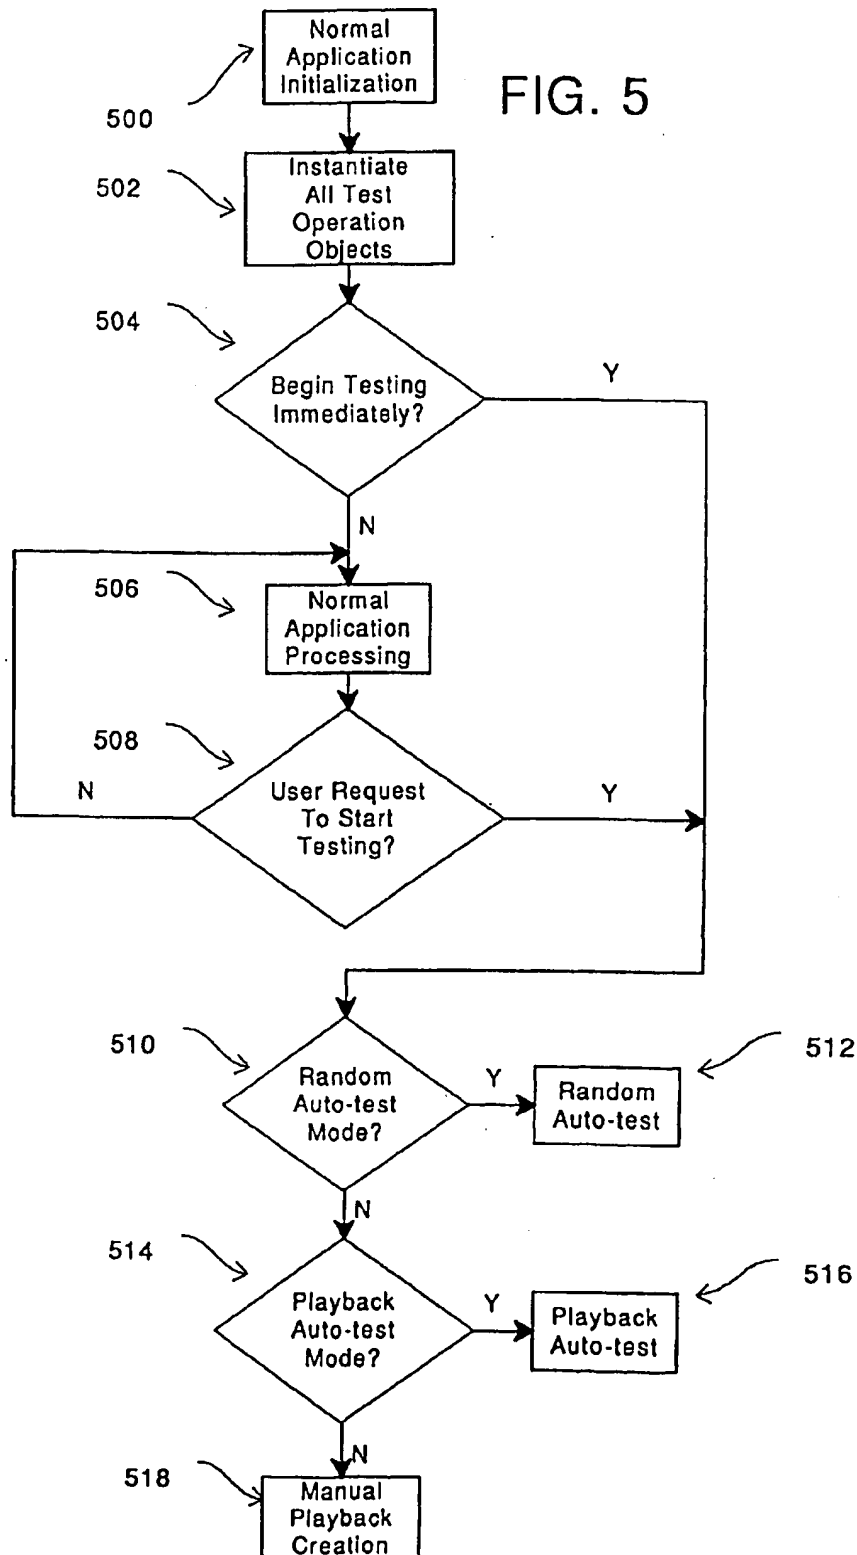 Normal
Application
Initialization
FIG. 5
500
Instantiate
All Test
Operation
Objects
502
504
Begin Testing
Immediately?
Y
N
506
Normal
Application
Processing
508
User Request
To Start
Testing?
N
Y
510
Random
Auto-test
Mode?
Y
Random
Auto-test
512
N
514
Playback
Auto-test
Mode?
Y
Playback
Auto-test
516
N
518
Manual
Playback
Creation